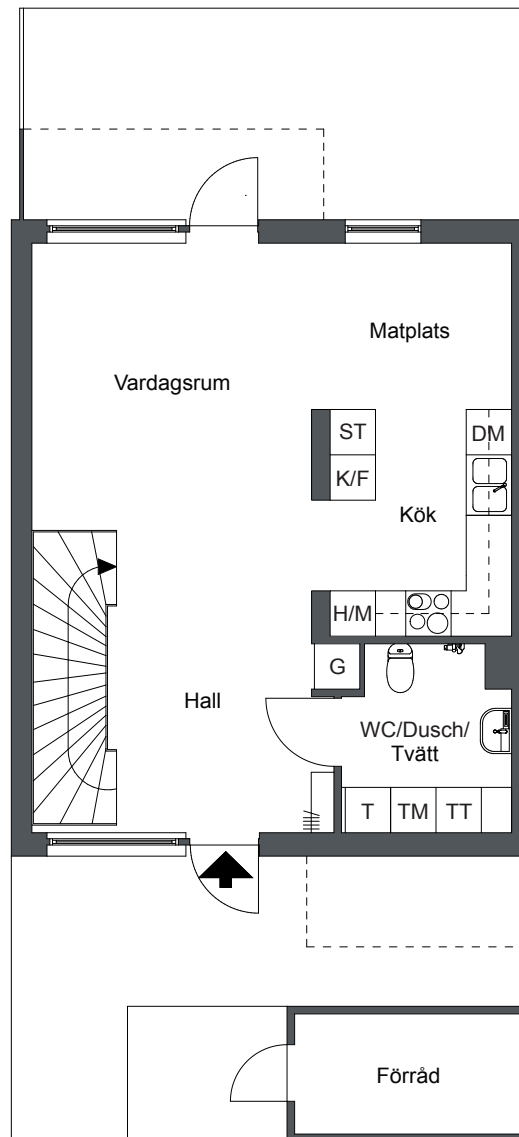 Matplats
Vardagsrum
ST
DM
K/F
Kök
H/M
G
Hall
WC/Dusch/
Tvätt
T
TM
TT
Förråd